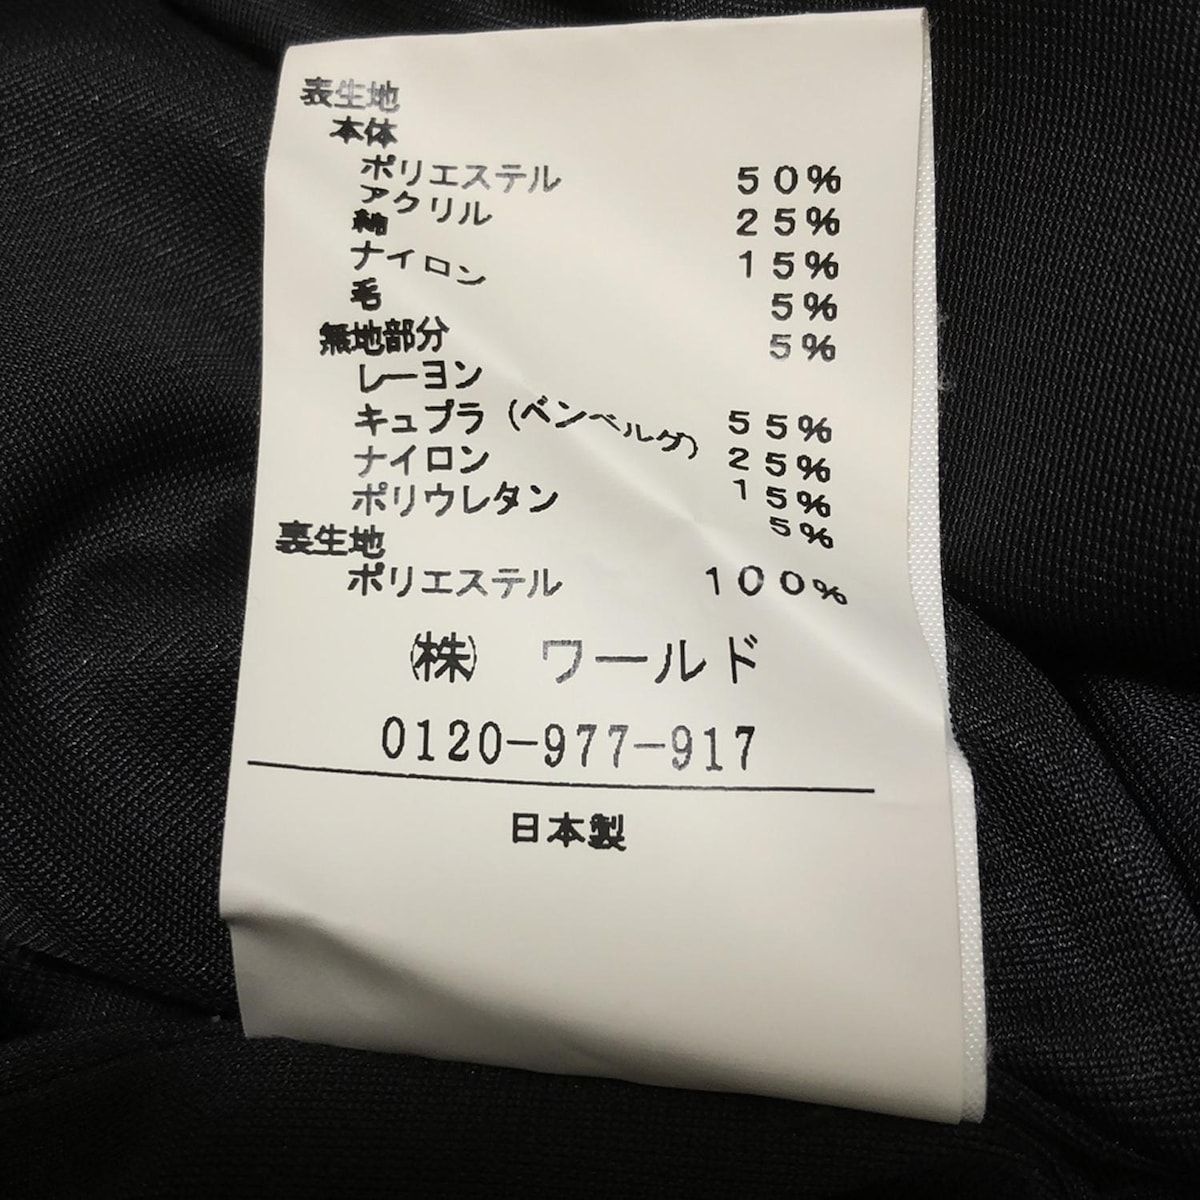 表生地
本体
ポリエステル 50%
アクリル 25%
綿 15%
ナイロン 5%
毛 5%
無地部分
レーヨン 55%
キュプラ(ベンベルグ) 25%
ナイロン 15%
ポリウレタン 5%
裏生地
ポリエステル 100%
㈱ ワールド
0120-977-917
日本製